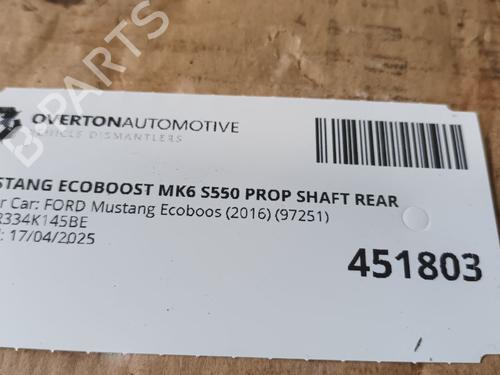 B PARTS
OVERTONAUTOMOTIVE
VEHICLE DISMANTLERS
STANG ECOBOOST MK6 S550 PROP SHAFT REAR
r Car: FORD Mustang Ecoboos (2016) (97251)
R334K145BE
: 17/04/2025
451803